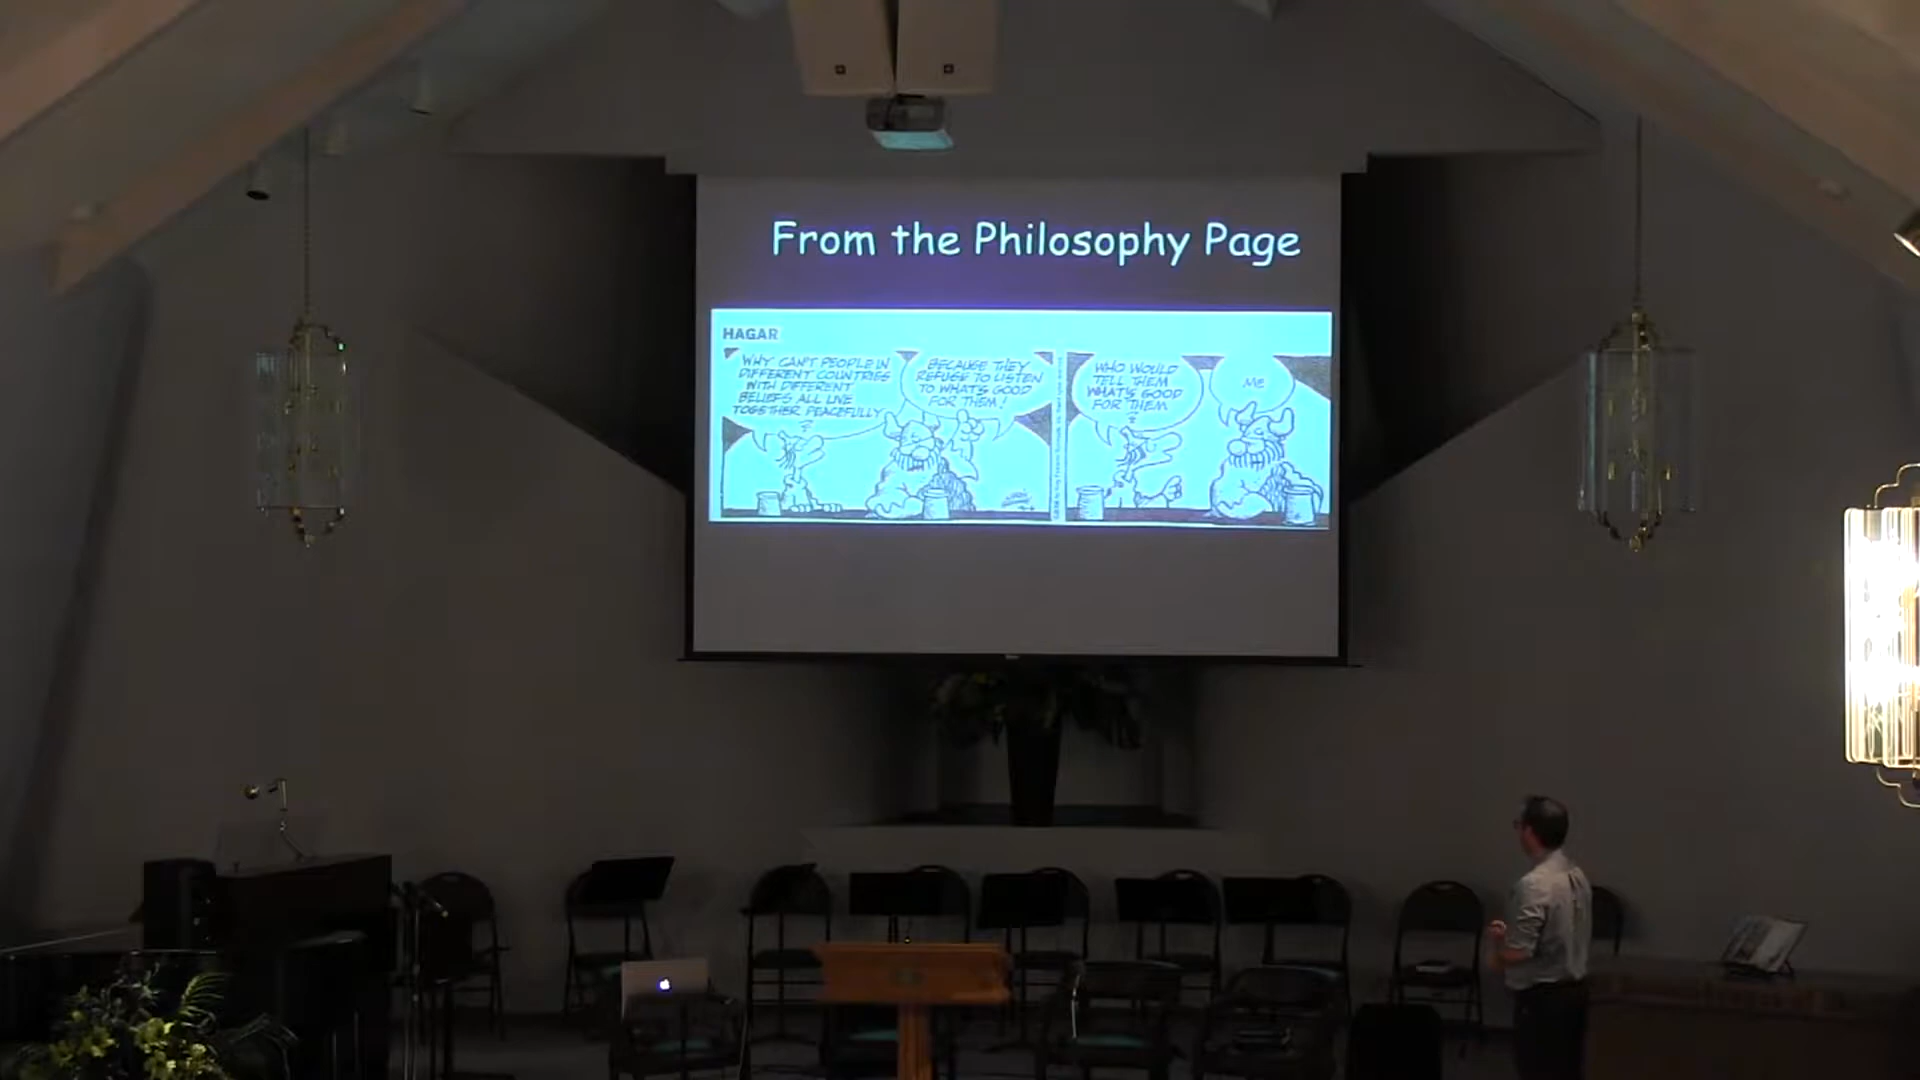 From the Philosophy Page
HAGAR
WHY CAN'T PEOPLE IN
DIFFERENT COUNTRIES
WITH DIFFERENT
BELIEFS ALL LIVE
TOGETHER PEACEFULLY
?
BECAUSE THEY
REFUSE TO LISTEN
TO WHAT'S GOOD
FOR THEM!
WHO WOULD
TELL THEM
WHAT'S GOOD
FOR THEM
?
ME